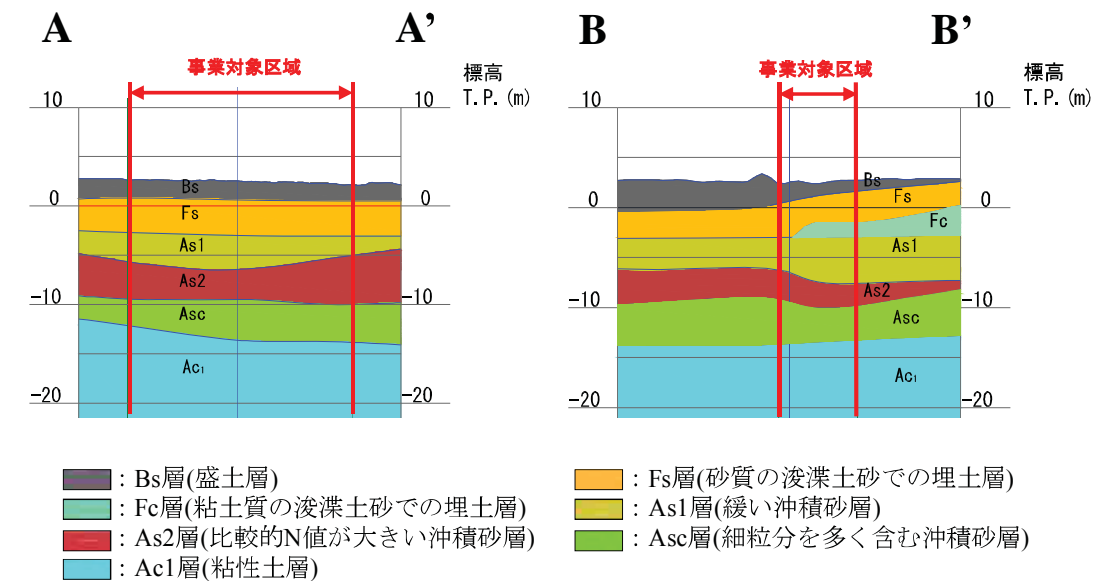 A A’ B B’
事業対象区域 事業対象区域
標高 標高
T.P.(m) T.P.(m)
10 10 10 10
Bs Bs
0 0 0 0
Fs Fs
Fc
As1 As1
As2 As2
-10 -10 -10 -10
Asc Asc
Ac1 Ac1
-20 -20 -20 -20
：Bs層(盛土層) ：Fs層(砂質の浚渫土砂での埋土層)
：Fc層(粘土質の浚渫土砂での埋土層) ：As1層(緩い沖積砂層)
：As2層(比較的N値が大きい沖積砂層) ：Asc層(細粒分を多く含む沖積砂層)
：Ac1層(粘性土層)